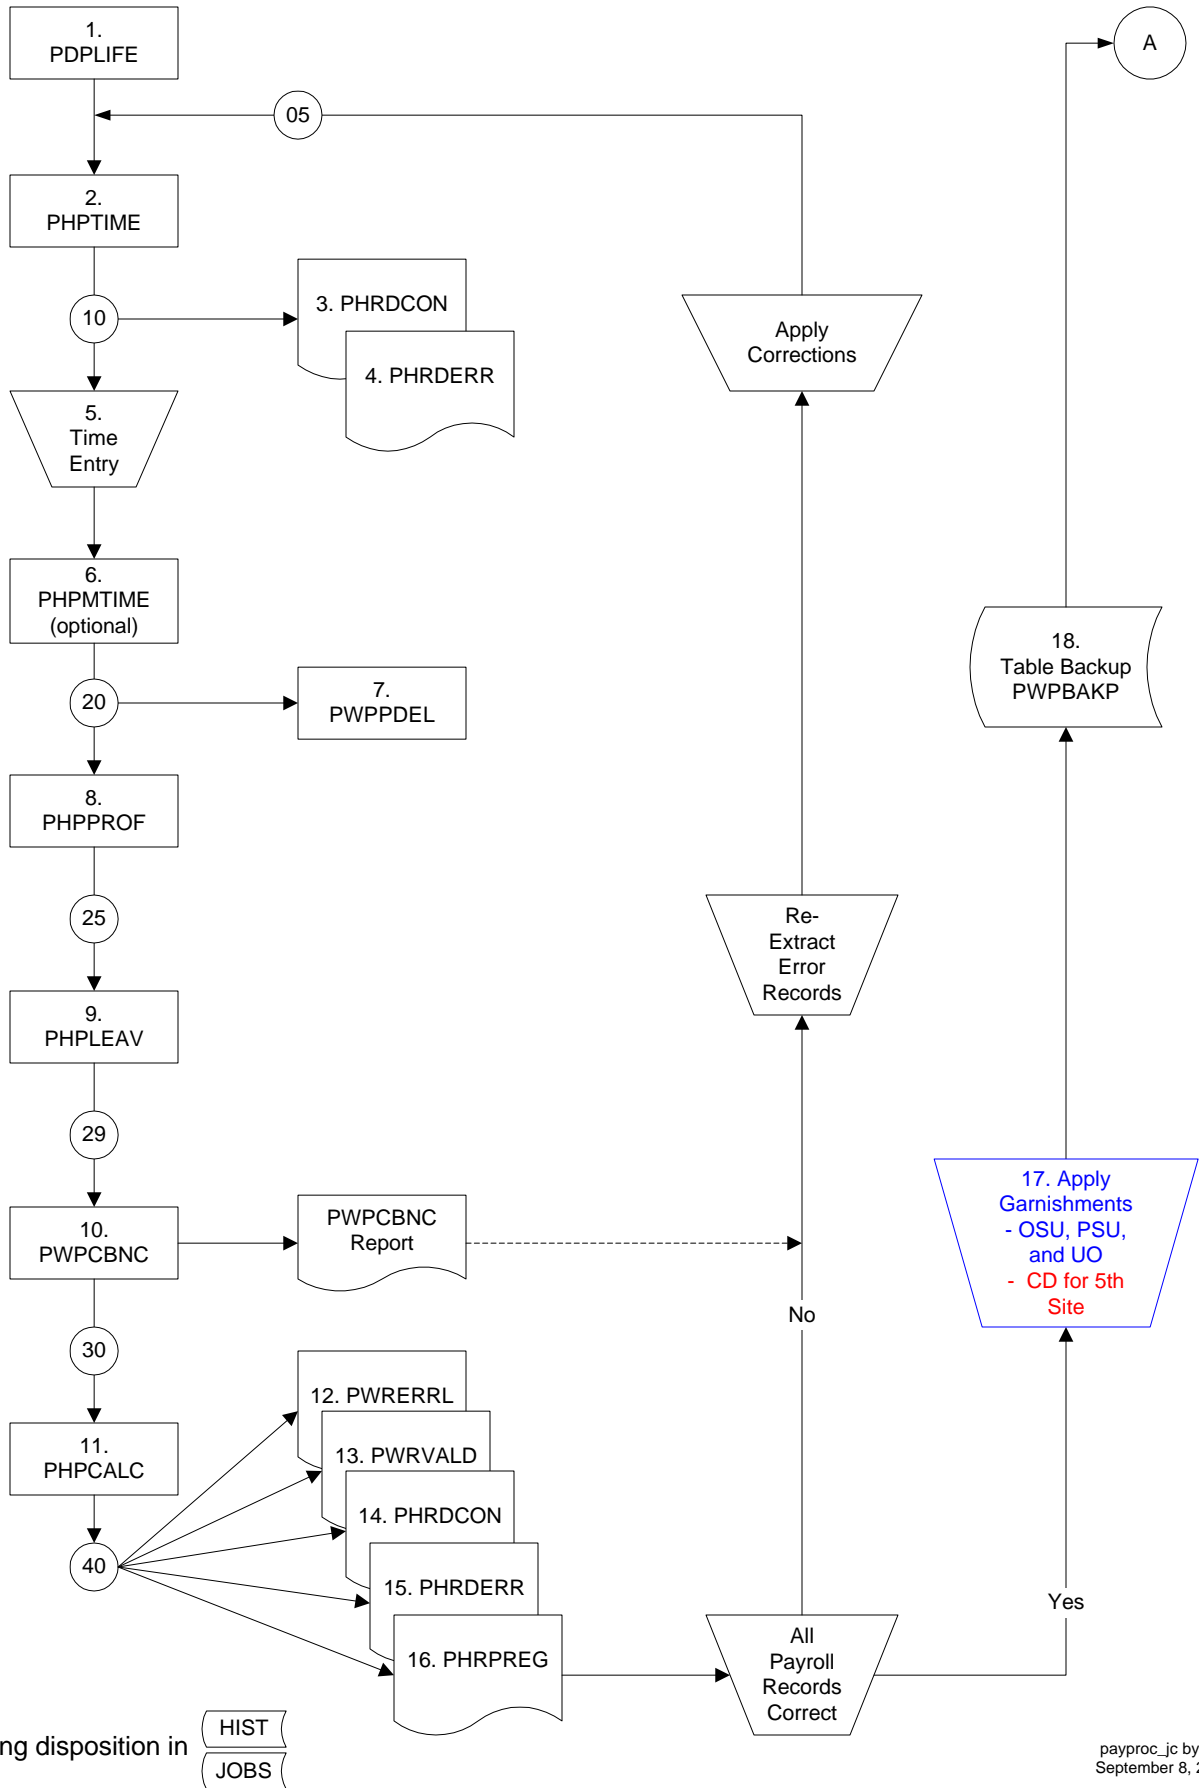 1.
PDPLIFE
A
05
2.
PHPTIME
10
3. PHRDCON
4. PHRDERR
Apply
Corrections
5.
Time
Entry
6.
PHPMTIME
(optional)
18.
Table Backup
PWPBAKP
20
7.
PWPPDEL
8.
PHPPROF
25
Re-
Extract
Error
Records
9.
PHPLEAV
29
17. Apply
Garnishments
- OSU, PSU,
and UO
- CD for 5th
Site
10.
PWPCBNC
PWPCBNC
Report
No
30
11.
PHPCALC
12. PWRERRL
13. PWRVALD
14. PHRDCON
15. PHRDERR
16. PHRPREG
40
Yes
All
Payroll
Records
Correct
ng disposition in
HIST
JOBS
payproc_jc by
September 8, 2